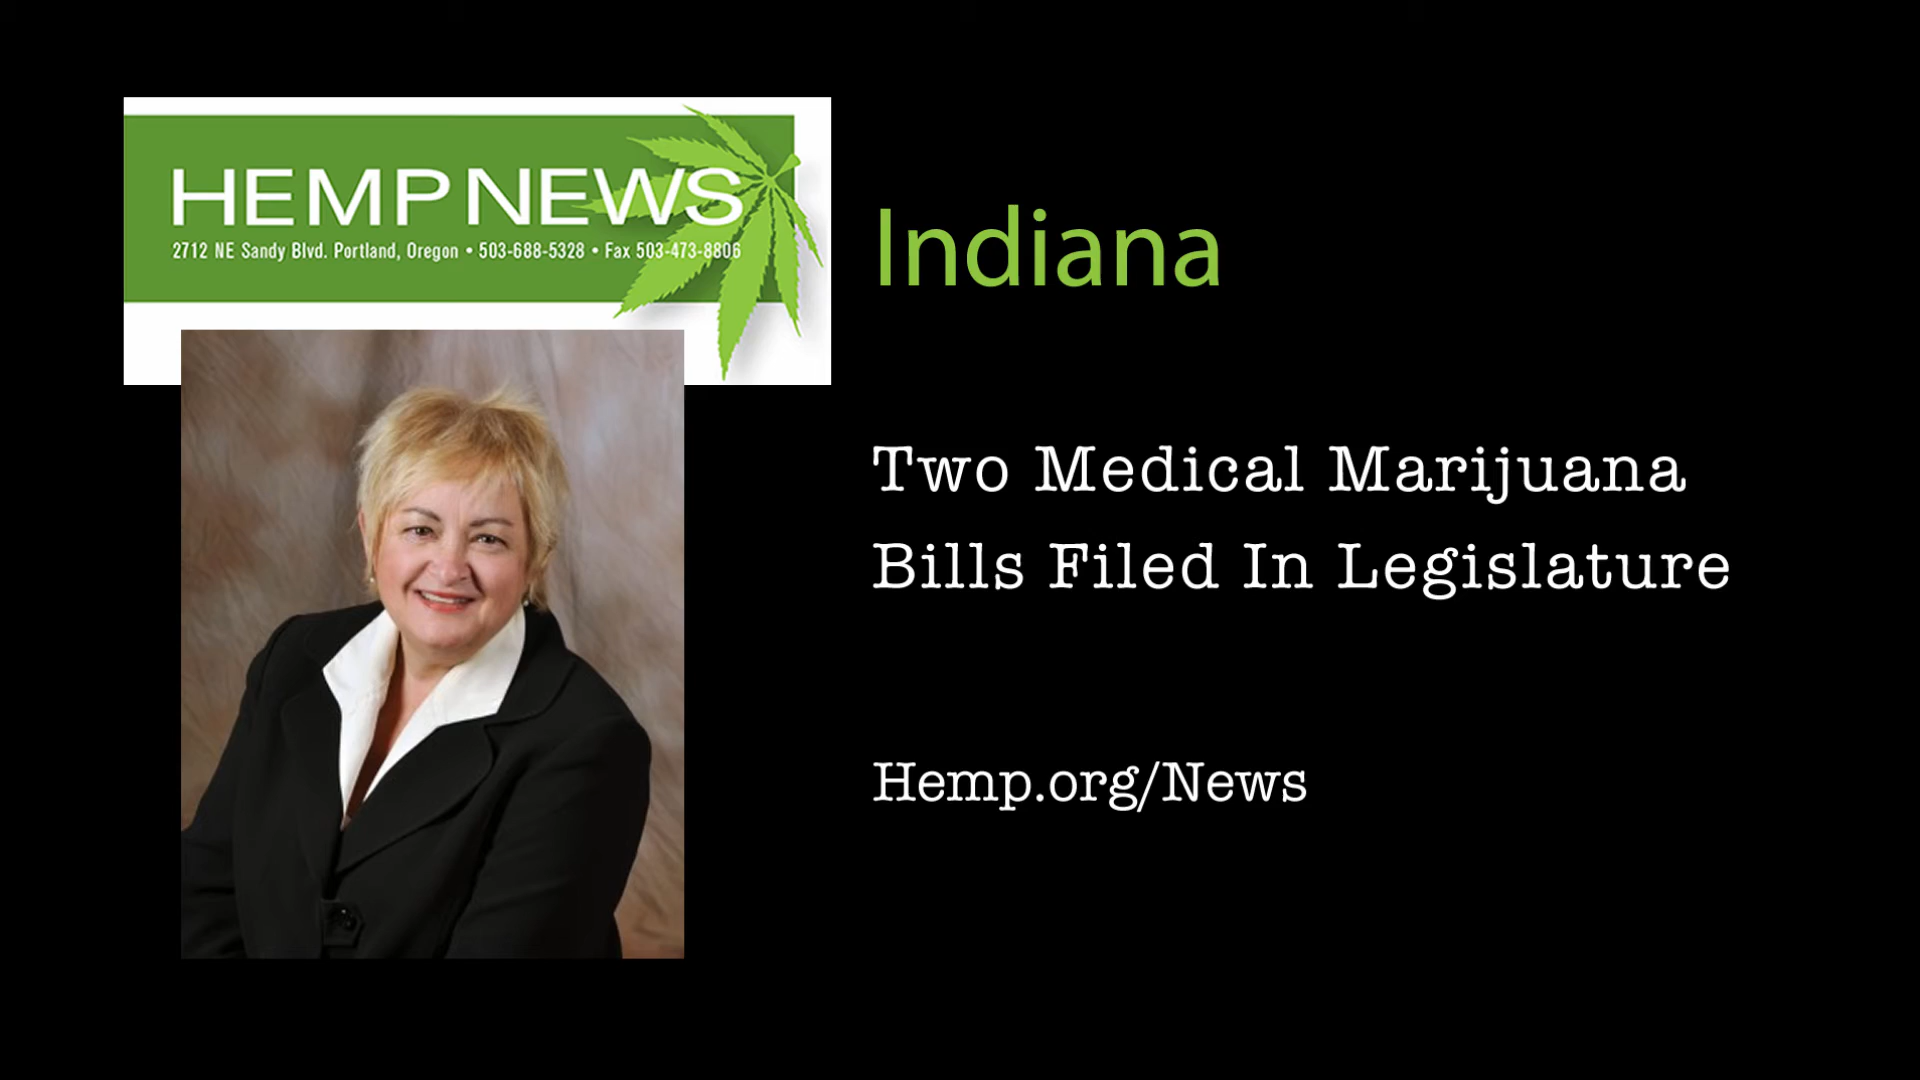 HEMP NEWS
2712 NE Sandy Blvd. Portland, Oregon • 503-688-5328 • Fax 503-473-8806
Indiana
Two Medical Marijuana
Bills Filed In Legislature
Hemp.org/News